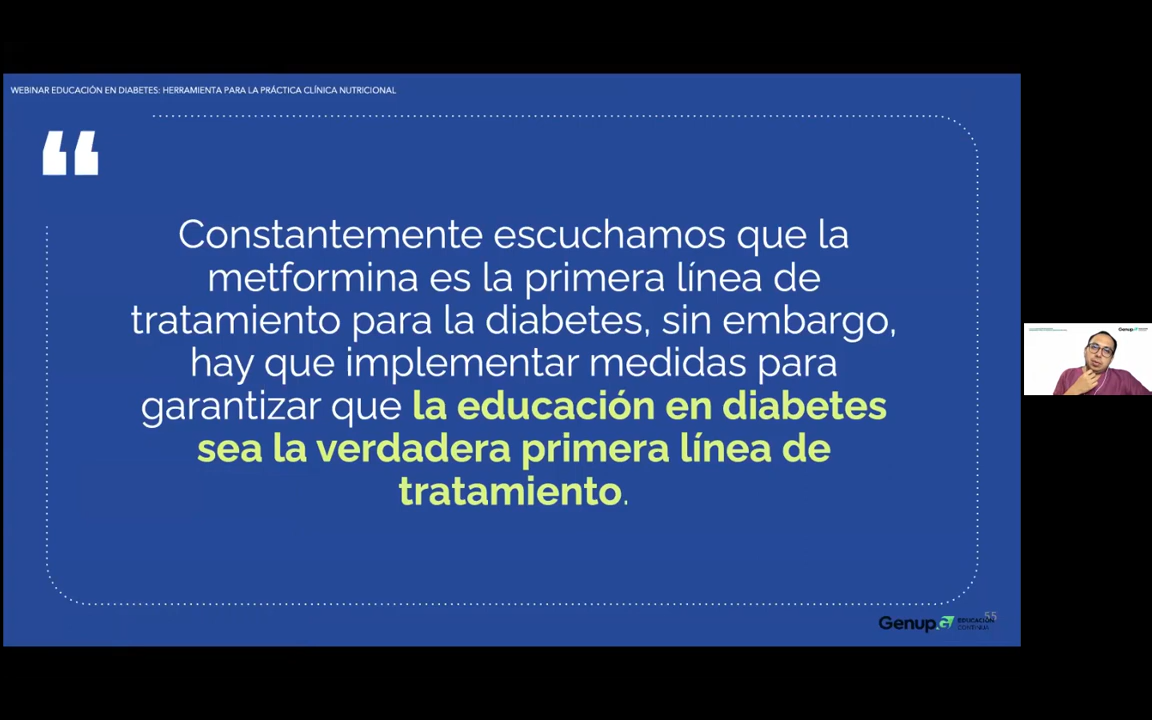 WEBINAR EDUCACIÓN EN DIABETES: HERRAMIENTA PARA LA PRÁCTICA CLÍNICA NUTRICIONAL
“
Constantemente escuchamos que la
metformina es la primera línea de
tratamiento para la diabetes, sin embargo,
hay que implementar medidas para
garantizar que la educación en diabetes
sea la verdadera primera línea de
tratamiento.
55
Genup. EDUCACIÓN
CONTINUA
Genup.